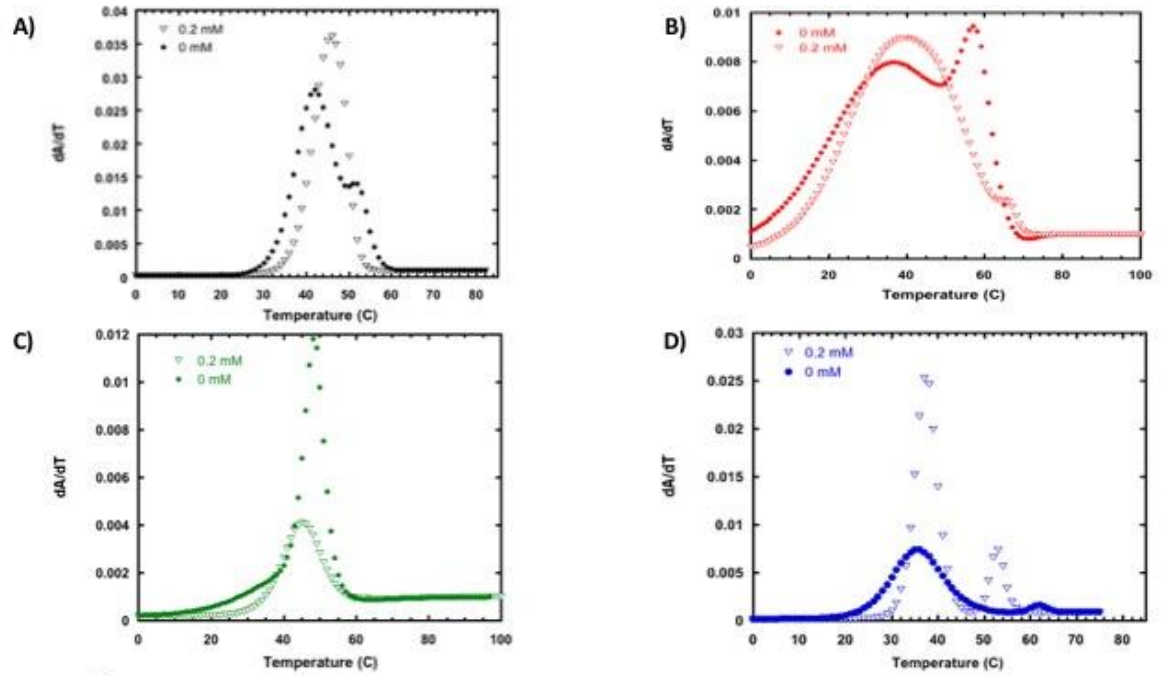 A)
0.2 mM
0 mM
dA/dT
0.04
0.035
0.03
0.025
0.02
0.015
0.01
0.005
0
0 10 20 30 40 50 60 70 80
Temperature (C)
B)
0 mM
0.2 mM
dA/dT
0.01
0.008
0.006
0.004
0.002
0
0 20 40 60 80 100
Temperature (C)
C)
0.2 mM
0 mM
dA/dT
0.012
0.01
0.008
0.006
0.004
0.002
0
0 20 40 60 80 100
Temperature (C)
D)
0.2 mM
0 mM
dA/dT
0.03
0.025
0.02
0.015
0.01
0.005
0
0 10 20 30 40 50 60 70 80
Temperature (C)